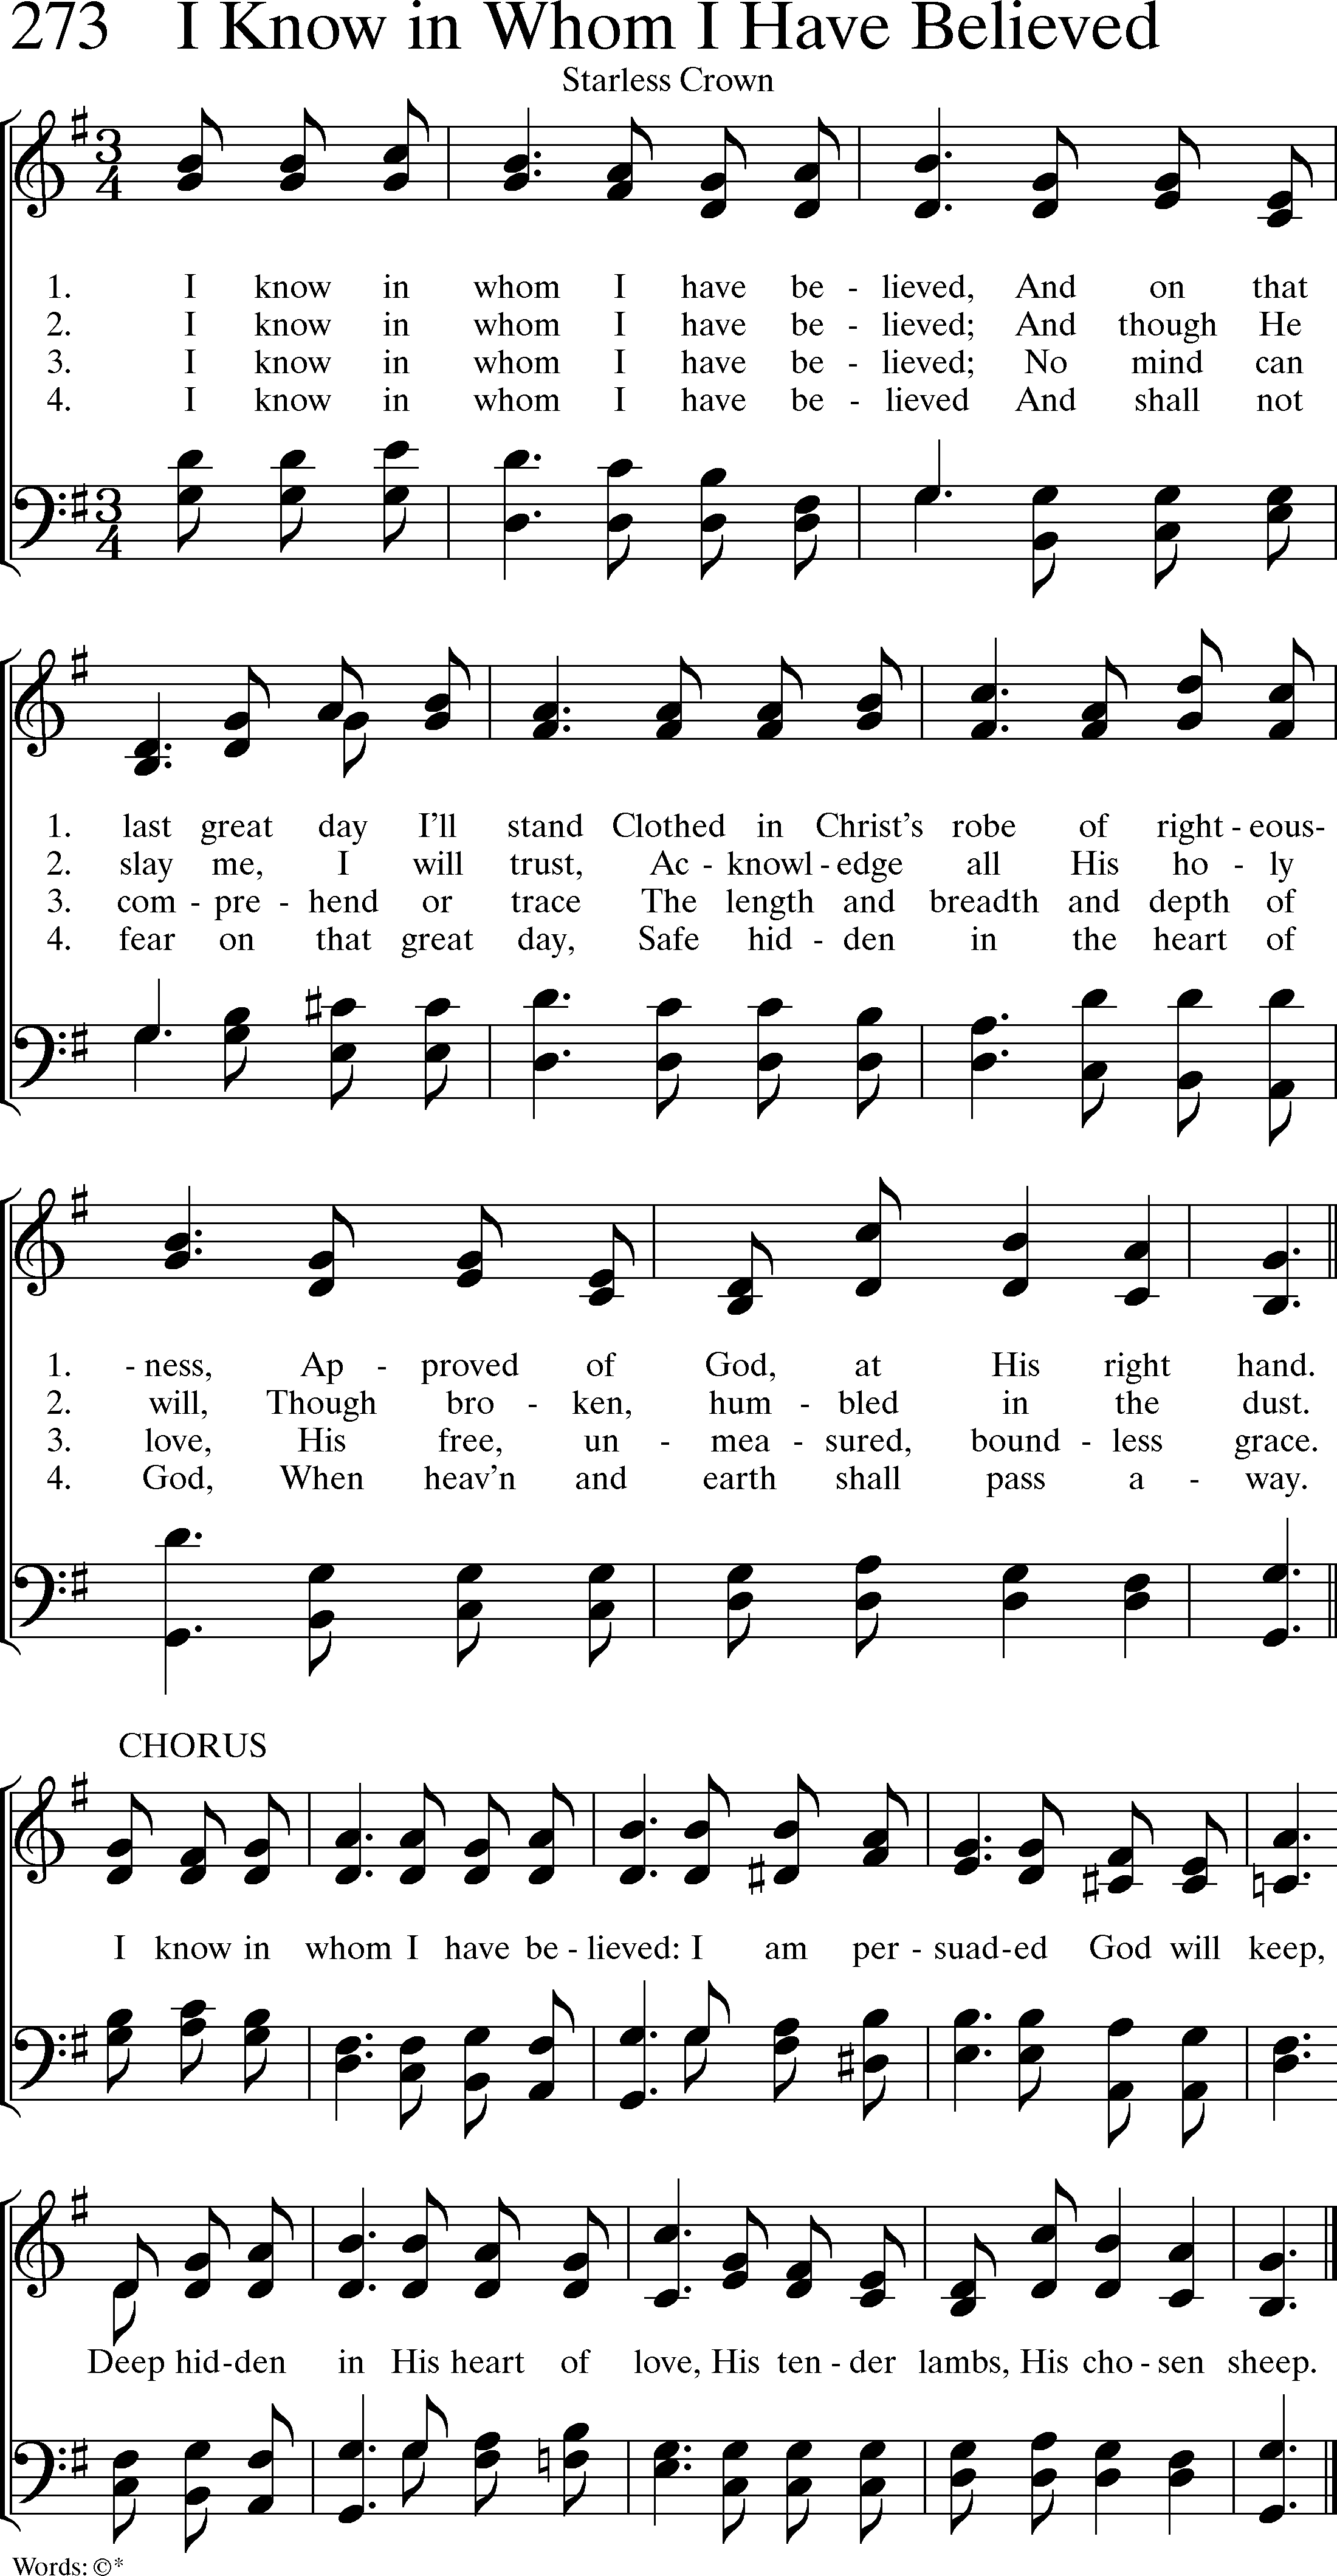 273 I Know in Whom I Have Believed
Starless Crown
1. I know in whom I have be - lieved, And on that
2. I know in whom I have be - lieved; And though He
3. I know in whom I have be - lieved; No mind can
4. I know in whom I have be - lieved And shall not
1. last great day I'll stand Clothed in Christ's robe of right - eous-
2. slay me, I will trust, Ac - knowl - edge all His ho - ly
3. com - pre - hend or trace The length and breadth and depth of
4. fear on that great day, Safe hid - den in the heart of
1. - ness, Ap - proved of God, at His right hand.
2. will, Though bro - ken, hum - bled in the dust.
3. love, His free, un - mea - sured, bound - less grace.
4. God, When heav'n and earth shall pass a - way.
CHORUS
I know in whom I have be - lieved: I am per - suad-ed God will keep,
Deep hid-den in His heart of love, His ten - der lambs, His cho - sen sheep.
Words: ©*